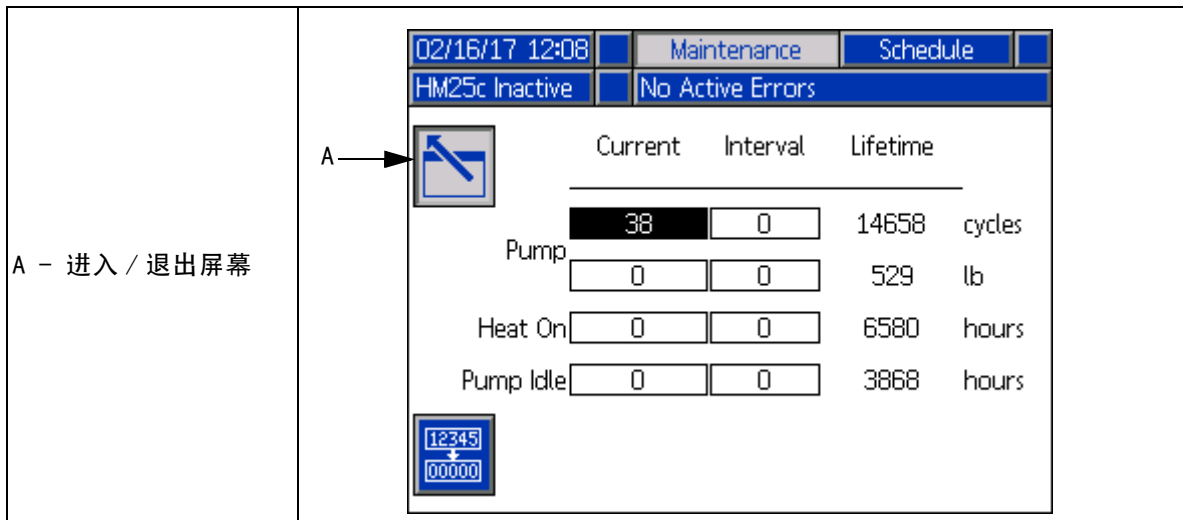 A - 进入 / 退出屏幕
02/16/17 12:08 Maintenance Schedule
HM25c Inactive No Active Errors
A
Current Interval Lifetime
38 0 14658 cycles
Pump
0 0 529 lb
Heat On 0 0 6580 hours
Pump Idle 0 0 3868 hours
12345
00000